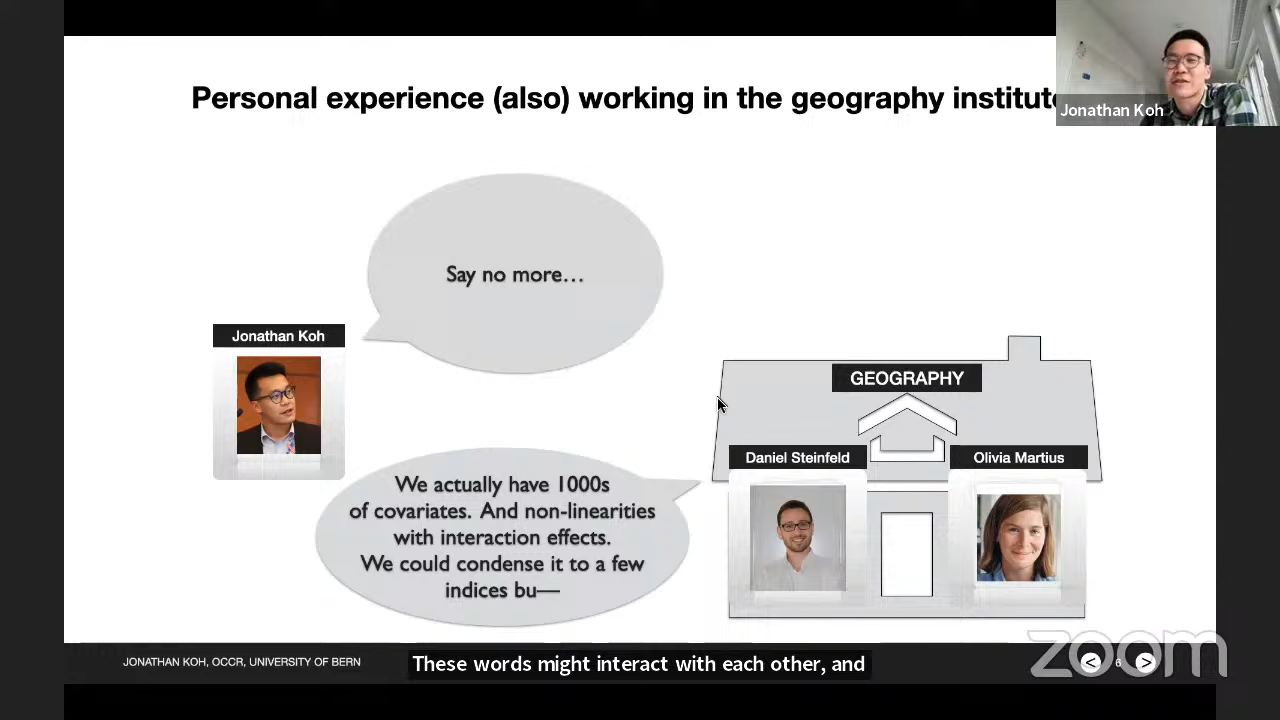 Personal experience (also) working in the geography institute
Jonathan Koh
Say no more…
Jonathan Koh
GEOGRAPHY
Daniel Steinfeld
Olivia Martius
We actually have 1000s
of covariates. And non-linearities
with interaction effects.
We could condense it to a few
indices bu—
JONATHAN KOH, OCCR, UNIVERSITY OF BERN
These words might interact with each other, and
zoom
6